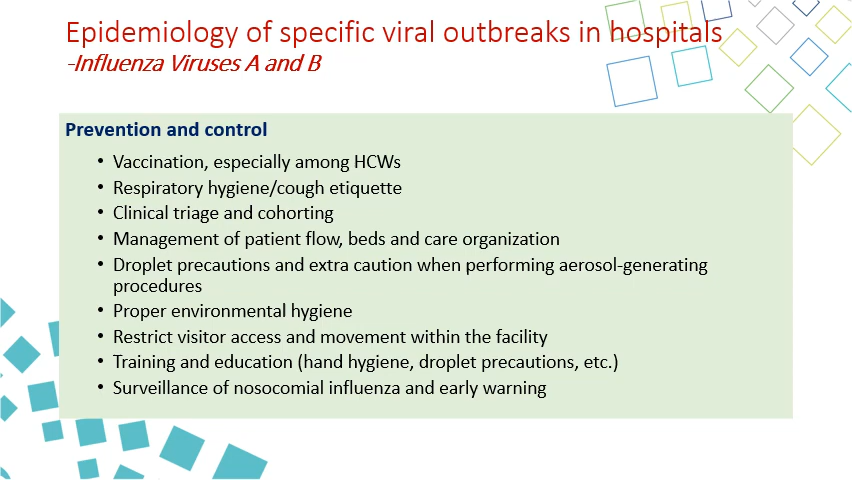 Epidemiology of specific viral outbreaks in hospitals
-Influenza Viruses A and B
Prevention and control
• Vaccination, especially among HCWs
• Respiratory hygiene/cough etiquette
• Clinical triage and cohorting
• Management of patient flow, beds and care organization
• Droplet precautions and extra caution when performing aerosol-generating
procedures
• Proper environmental hygiene
• Restrict visitor access and movement within the facility
• Training and education (hand hygiene, droplet precautions, etc.)
• Surveillance of nosocomial influenza and early warning